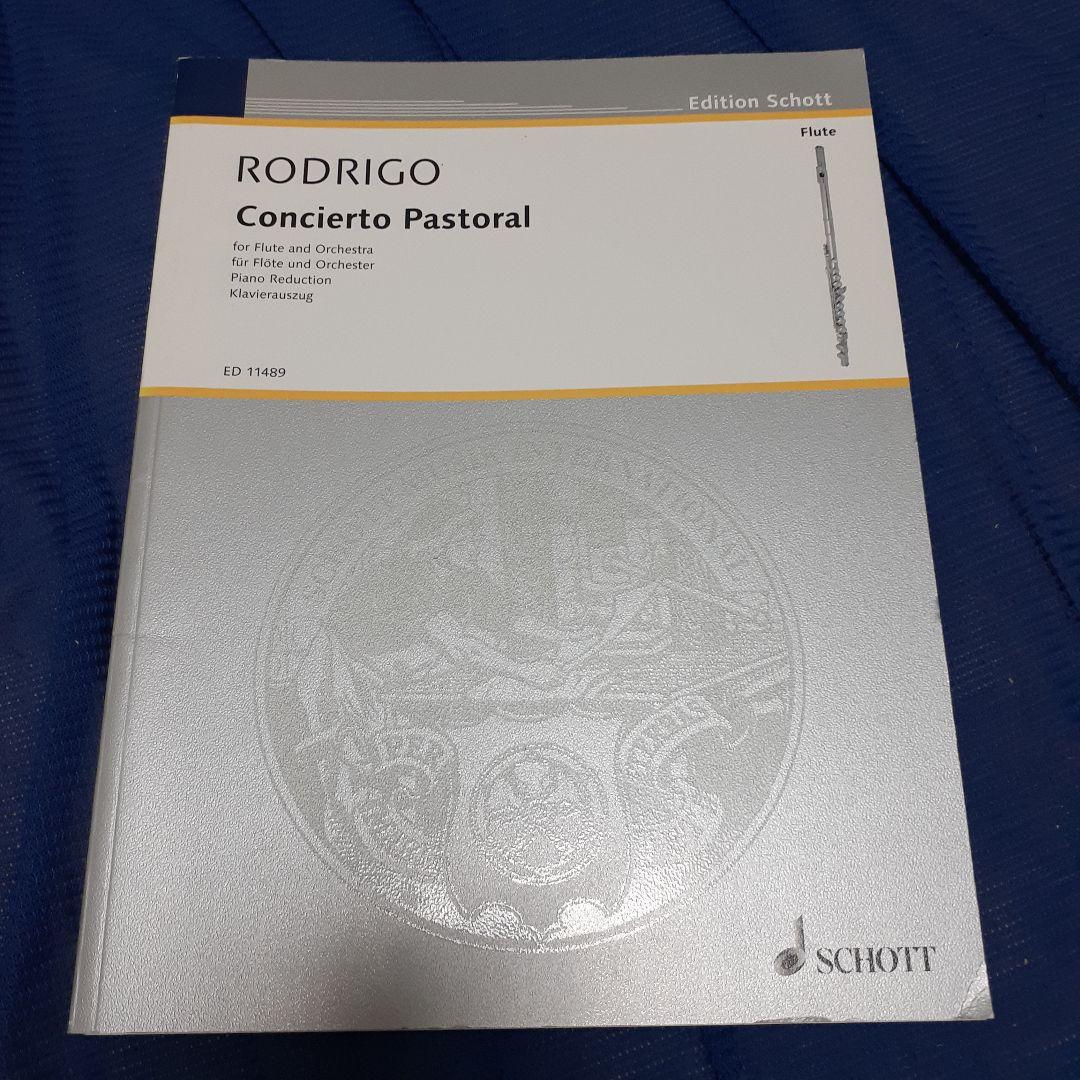 Edition Schott
Flute
RODRIGO
Concierto Pastoral
for Flute and Orchestra
für Flöte und Orchester
Piano Reduction
Klavierauszug
ED 11489
PER
SCHOTT